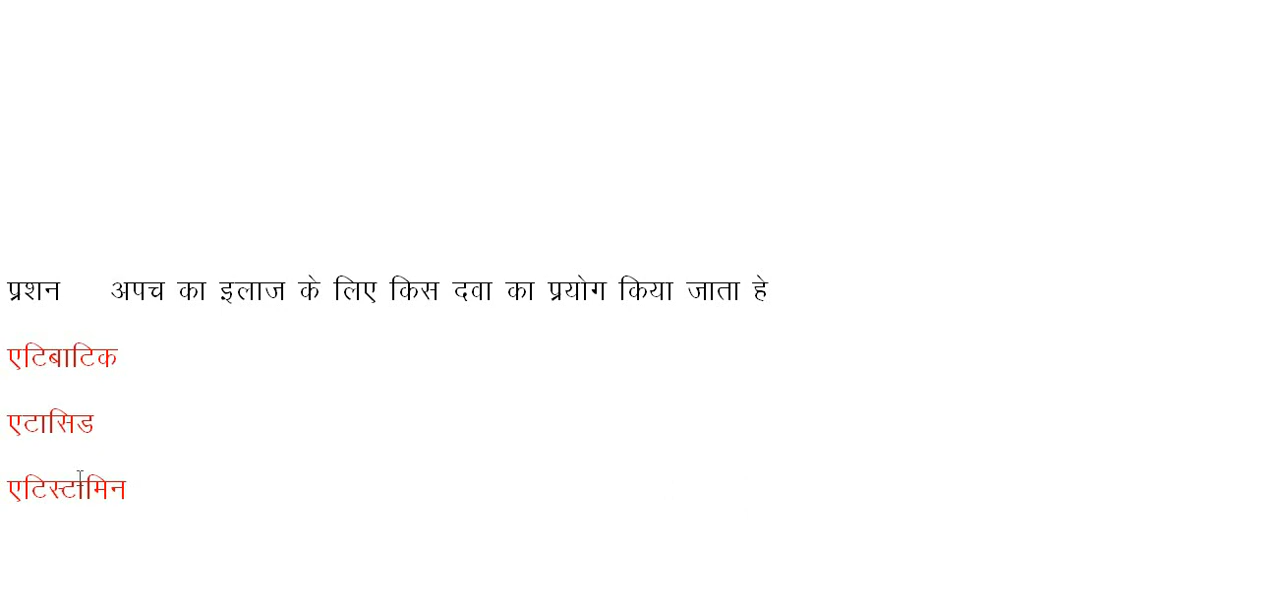 प्रशन अपच का इलाज के लिए किस दवा का प्रयोग किया जाता हे
एटिबाटिक
एटासिड
एटिस्टामिन